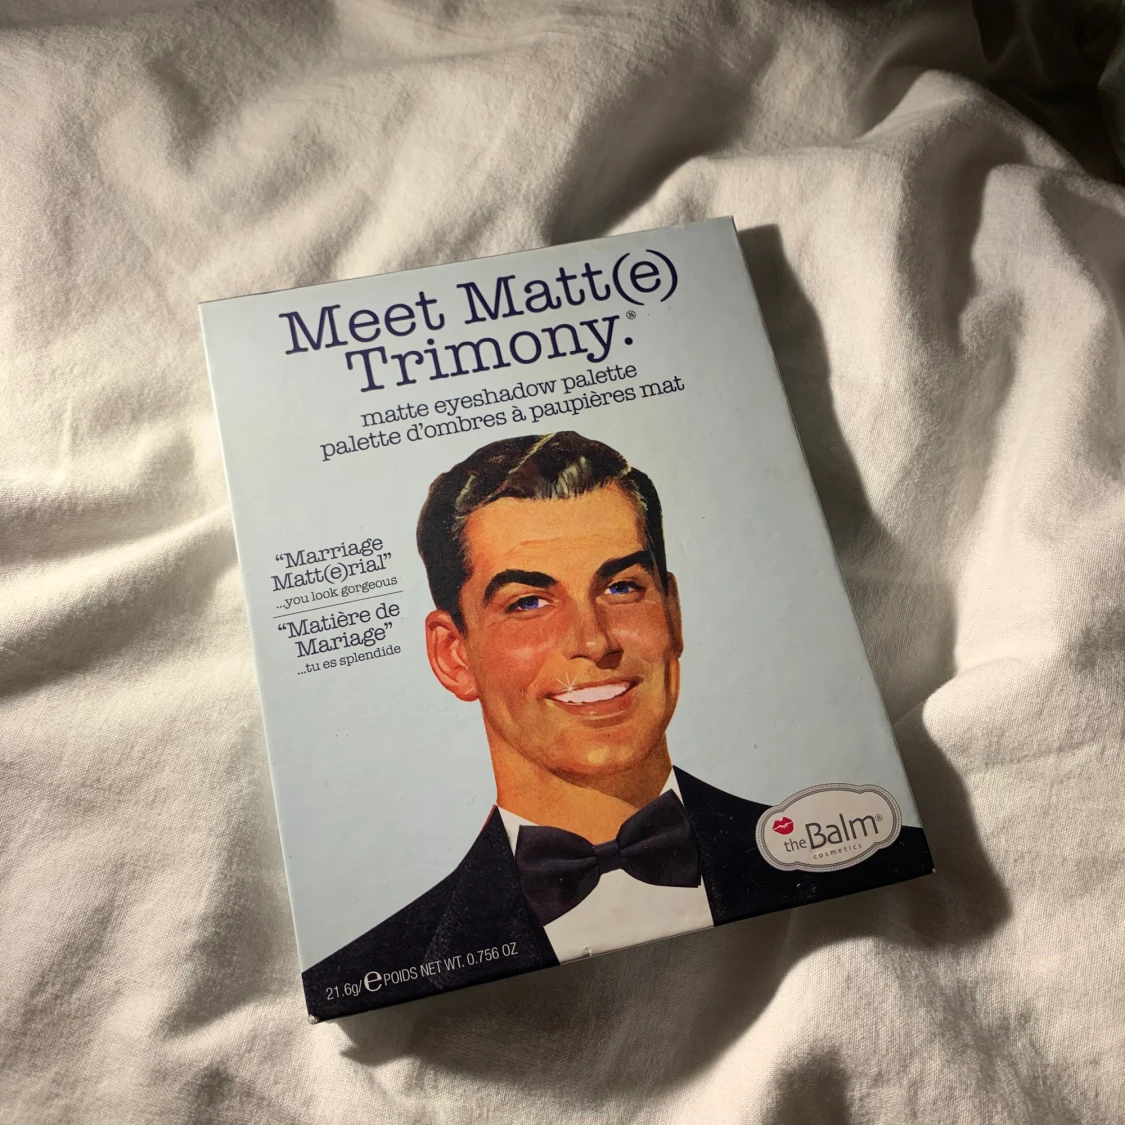 Meet Matt(e)
Trimony.®
matte eyeshadow palette
palette d'ombres à paupières mat
“Marriage
Matt(e)rial”
...you look gorgeous
“Matière de
Mariage”
...tu es splendide
theBalm®
cosmetics
21.6g/℮ POIDS NET WT. 0.756 OZ